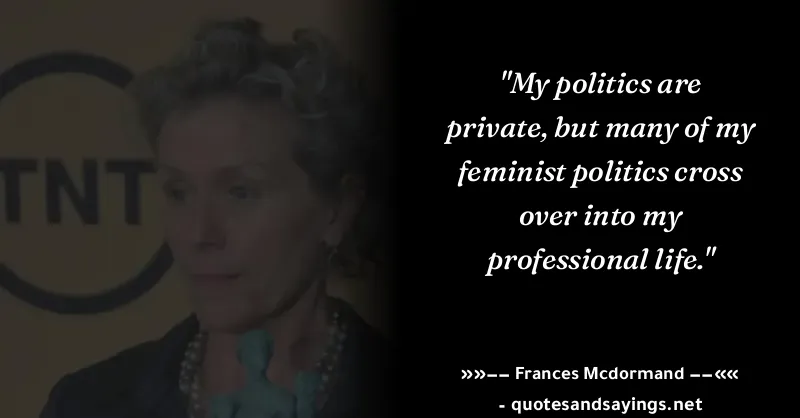 TNT
"My politics are
private, but many of my
feminist politics cross
over into my
professional life."
»»–– Frances Mcdormand ––««
- quotesandsayings.net